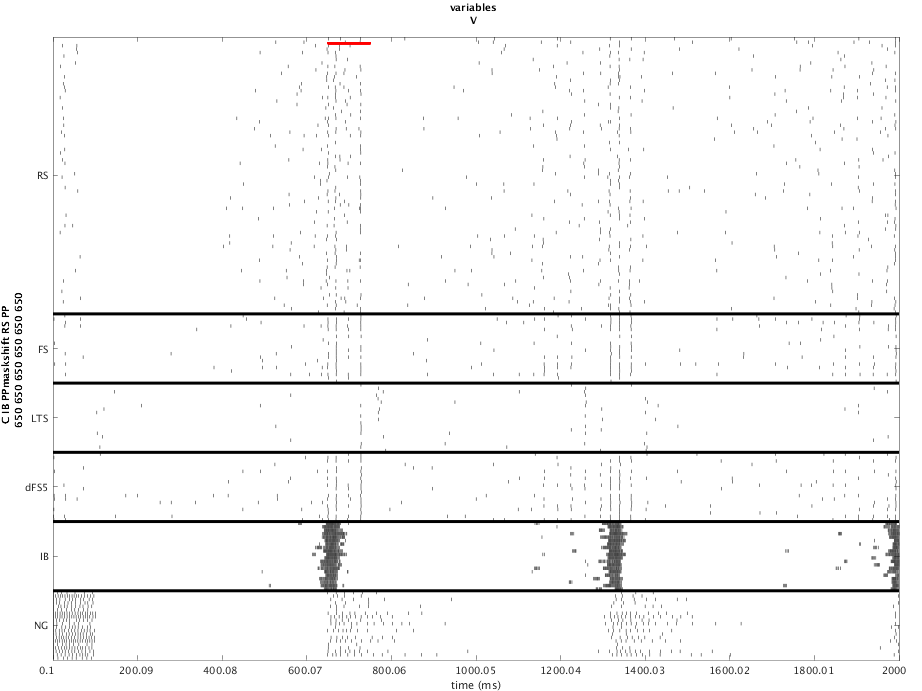 variables
V
C IB PPmaskshift RS PP
650 650 650 650 650 650
RS
FS
LTS
dFS5
IB
NG
0.1 200.09 400.08 600.07 800.06 1000.05 1200.04 1400.03 1600.02 1800.01 2000
time (ms)